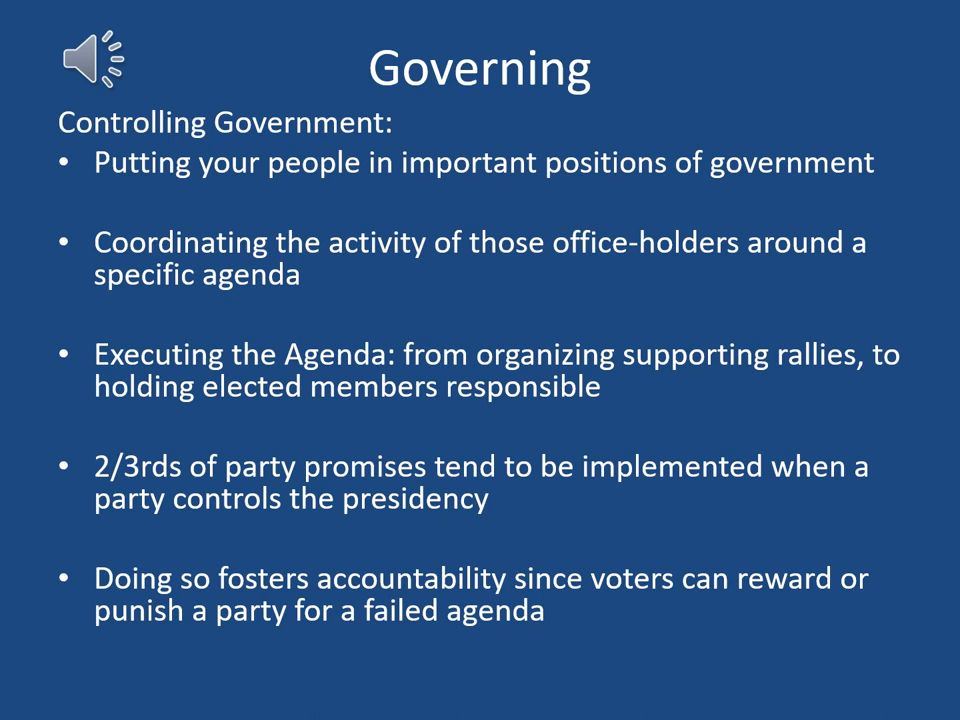 Governing
Controlling Government:
• Putting your people in important positions of government
• Coordinating the activity of those office-holders around a
specific agenda
• Executing the Agenda: from organizing supporting rallies, to
holding elected members responsible
• 2/3rds of party promises tend to be implemented when a
party controls the presidency
• Doing so fosters accountability since voters can reward or
punish a party for a failed agenda